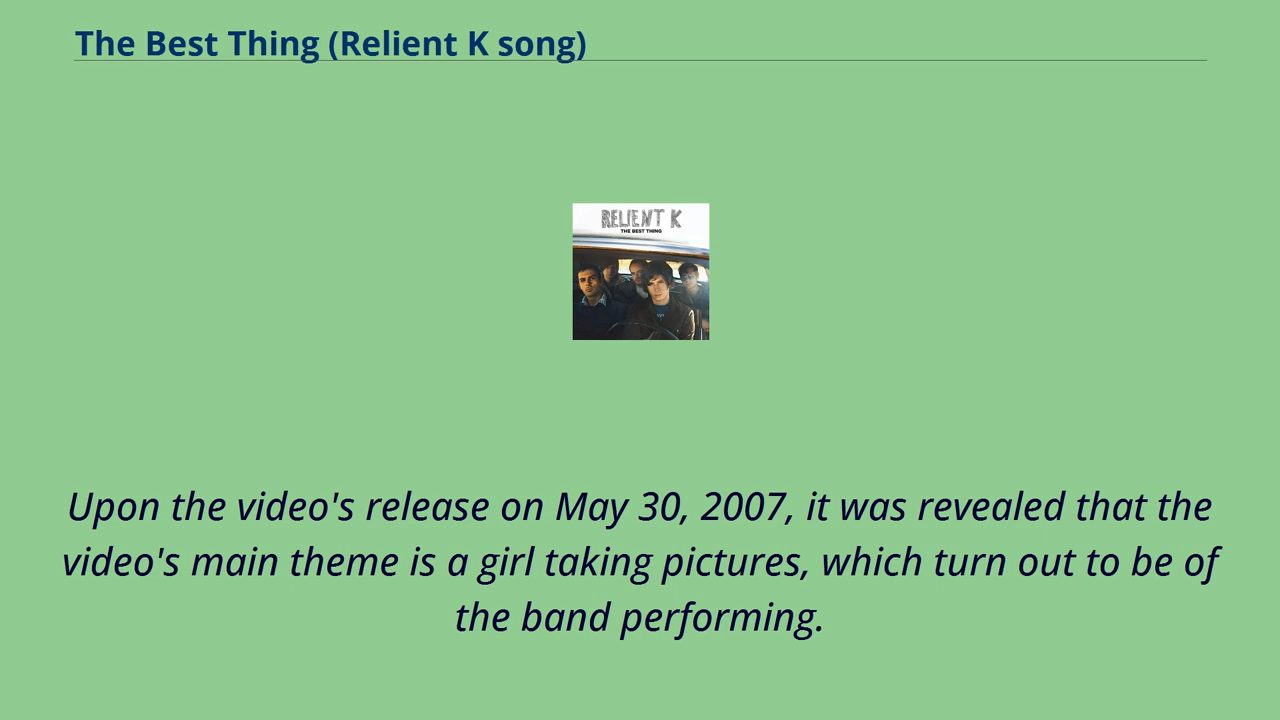 The Best Thing (Relient K song)
RELIENT K
THE BEST THING
Upon the video's release on May 30, 2007, it was revealed that the
video's main theme is a girl taking pictures, which turn out to be of
the band performing.